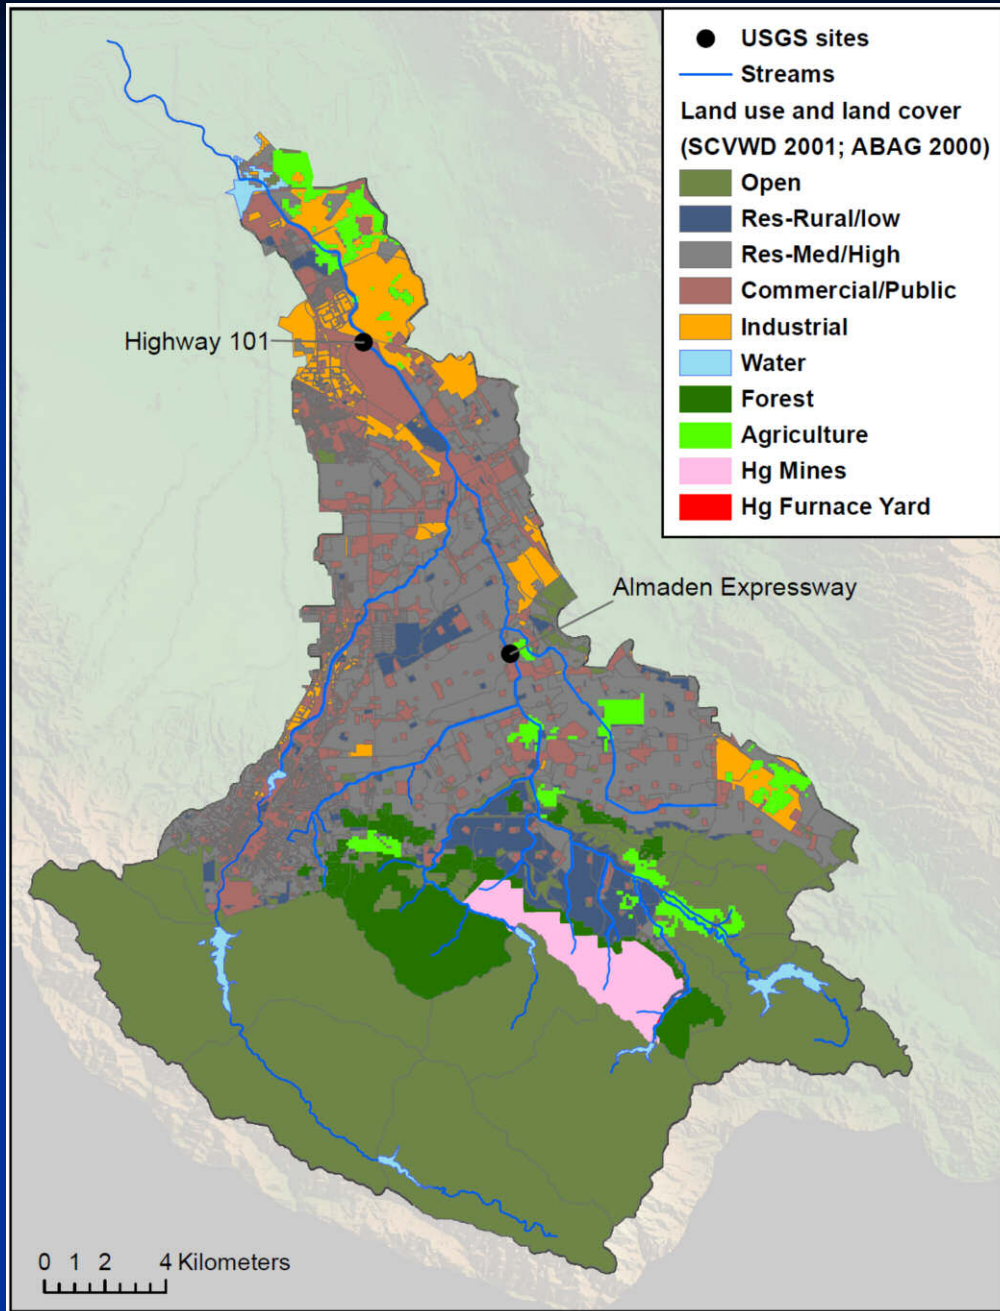 USGS sites
Streams
Land use and land cover
(SCVWD 2001; ABAG 2000)
Open
Res-Rural/low
Res-Med/High
Commercial/Public
Industrial
Water
Forest
Agriculture
Hg Mines
Hg Furnace Yard
Highway 101
Almaden Expressway
0 1 2 4 Kilometers